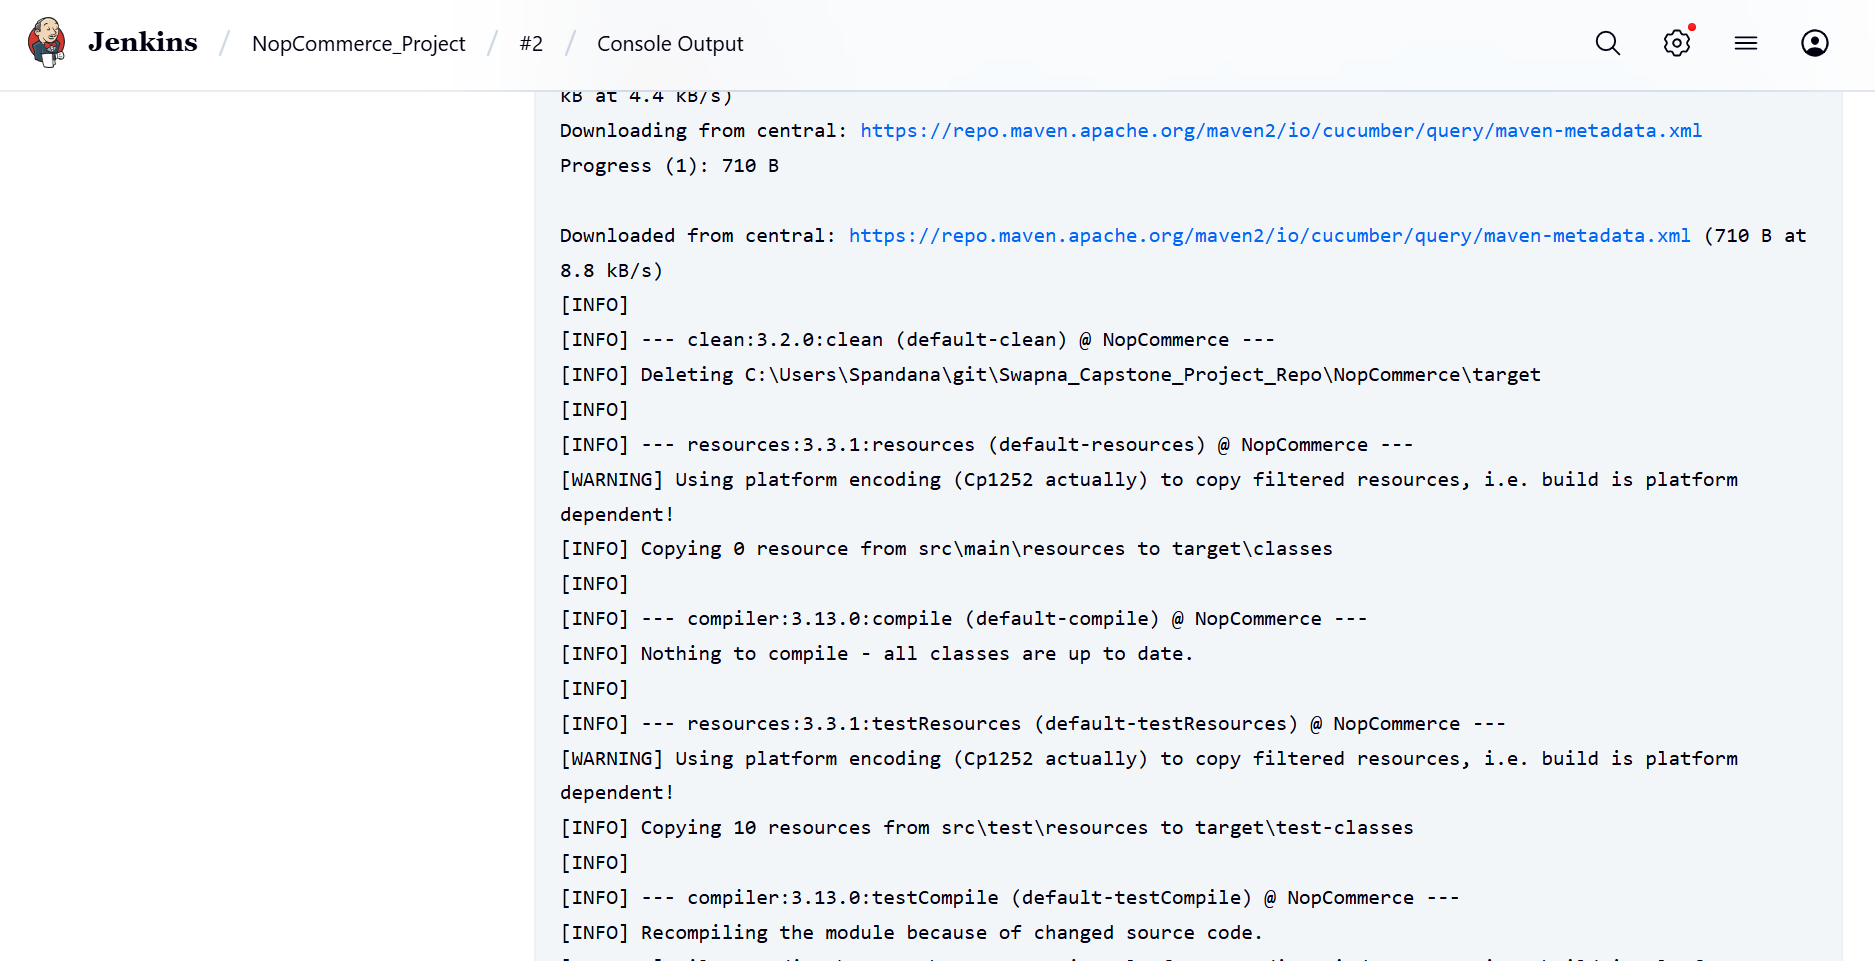 Jenkins / NopCommerce_Project / #2 / Console Output
kB at 4.4 kB/s)
Downloading from central: https://repo.maven.apache.org/maven2/io/cucumber/query/maven-metadata.xml
Progress (1): 710 B
Downloaded from central: https://repo.maven.apache.org/maven2/io/cucumber/query/maven-metadata.xml (710 B at
8.8 kB/s)
[INFO]
[INFO] --- clean:3.2.0:clean (default-clean) @ NopCommerce ---
[INFO] Deleting C:\Users\Spandana\git\Swapna_Capstone_Project_Repo\NopCommerce\target
[INFO]
[INFO] --- resources:3.3.1:resources (default-resources) @ NopCommerce ---
[WARNING] Using platform encoding (Cp1252 actually) to copy filtered resources, i.e. build is platform
dependent!
[INFO] Copying 0 resource from src\main\resources to target\classes
[INFO]
[INFO] --- compiler:3.13.0:compile (default-compile) @ NopCommerce ---
[INFO] Nothing to compile - all classes are up to date.
[INFO]
[INFO] --- resources:3.3.1:testResources (default-testResources) @ NopCommerce ---
[WARNING] Using platform encoding (Cp1252 actually) to copy filtered resources, i.e. build is platform
dependent!
[INFO] Copying 10 resources from src\test\resources to target\test-classes
[INFO]
[INFO] --- compiler:3.13.0:testCompile (default-testCompile) @ NopCommerce ---
[INFO] Recompiling the module because of changed source code.